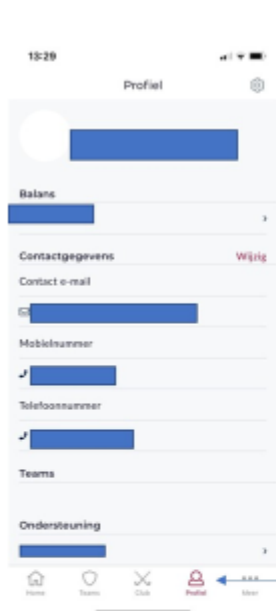 13:29
Profiel
Balans
Contactgegevens Wijzig
Contact e-mail
Mobielnummer
Telefoonnummer
Teams
Ondersteuning
Home Teams Club Profiel Meer